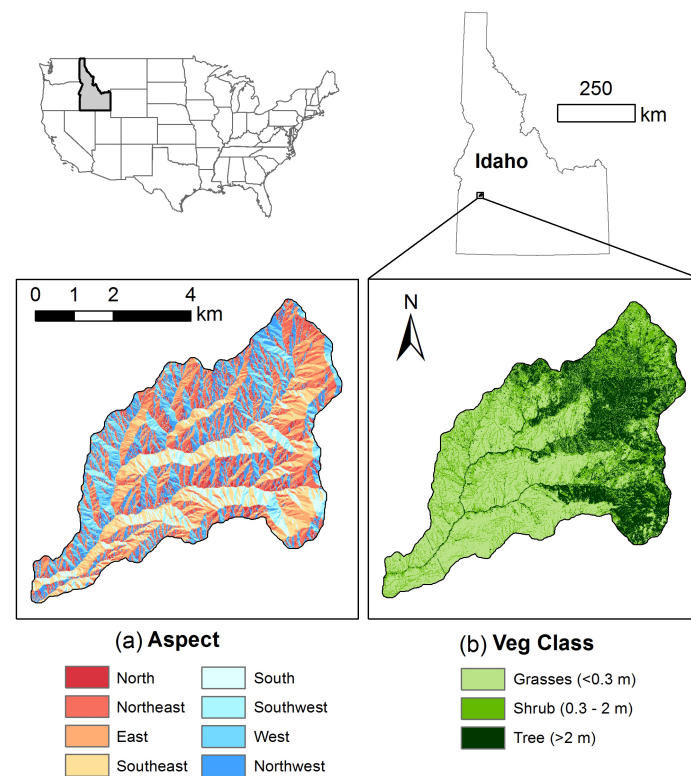 250
km
Idaho
0 1 2 4
km
N
(a) Aspect
(b) Veg Class
North
South
Northeast
Southwest
East
West
Southeast
Northwest
Grasses (<0.3 m)
Shrub (0.3 - 2 m)
Tree (>2 m)